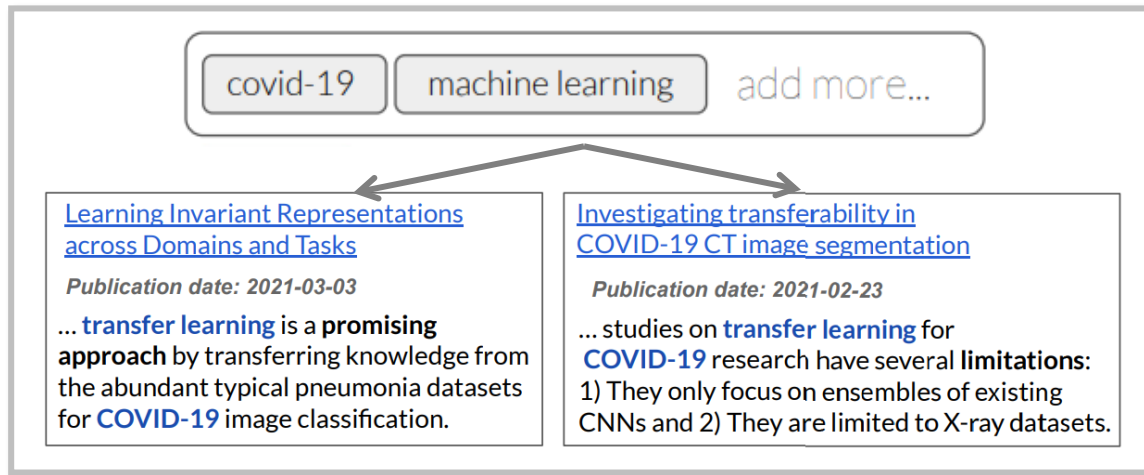 covid-19 machine learning add more...
Learning Invariant Representations
across Domains and Tasks
Publication date: 2021-03-03
... transfer learning is a promising
approach by transferring knowledge from
the abundant typical pneumonia datasets
for COVID-19 image classification.
Investigating transferability in
COVID-19 CT image segmentation
Publication date: 2021-02-23
... studies on transfer learning for
COVID-19 research have several limitations:
1) They only focus on ensembles of existing
CNNs and 2) They are limited to X-ray datasets.